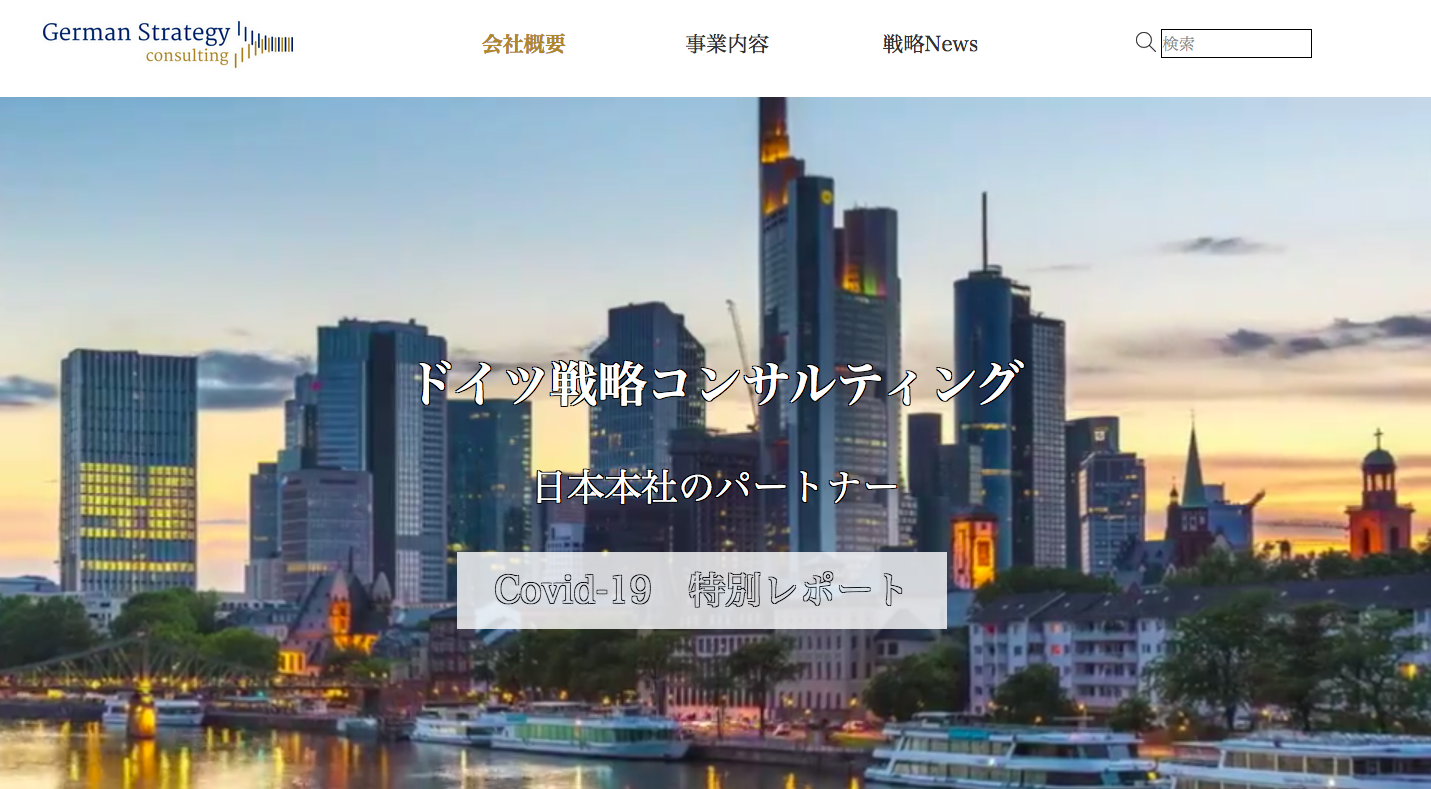 German Strategy
consulting
会社概要
事業内容
戦略News
検索
ドイツ戦略コンサルティング
日本本社のパートナー
Covid-19　特別レポート